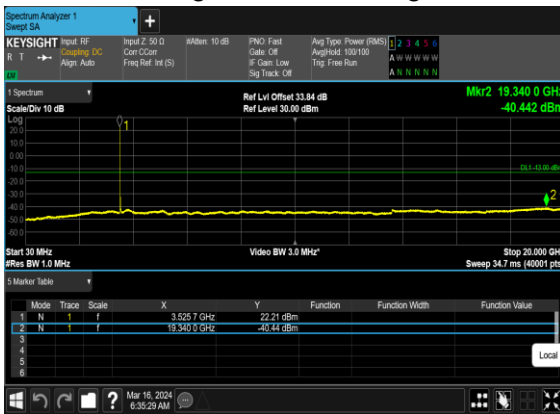 Spectrum Analyzer 1
Swept SA
+
KEYSIGHT Input: RF Input Z: 50 Ω #Atten: 10 dB PNO: Fast Avg Type: Power (RMS) 1 2 3 4 5 6
R T Coupling: DC Corr CCorr Gate: Off Avg|Hold: 100/100 A W W W W W
Align: Auto Freq Ref: Int (S) IF Gain: Low Trig: Free Run
Sig Track: Off A N N N N N
1 Spectrum Ref Lvl Offset 33.84 dB Mkr2 19.340 0 GHz
Scale/Div 10 dB Ref Level 30.00 dBm -40.442 dBm
Log
1
20.0
10.0
0.00
-10.0
DL1 -13.00 dBm
-20.0
-30.0
2
-40.0
-50.0
-60.0
Start 30 MHz Video BW 3.0 MHz* Stop 20.000 GH
#Res BW 1.0 MHz Sweep 34.7 ms (40001 pts
5 Marker Table
Mode Trace Scale X Y Function Function Width Function Value
1 N 1 f 3.525 7 GHz 22.21 dBm
2 N 1 f 19.340 0 GHz -40.44 dBm
3
4
5
6
Local
? Mar 16, 2024
6:35:29 AM